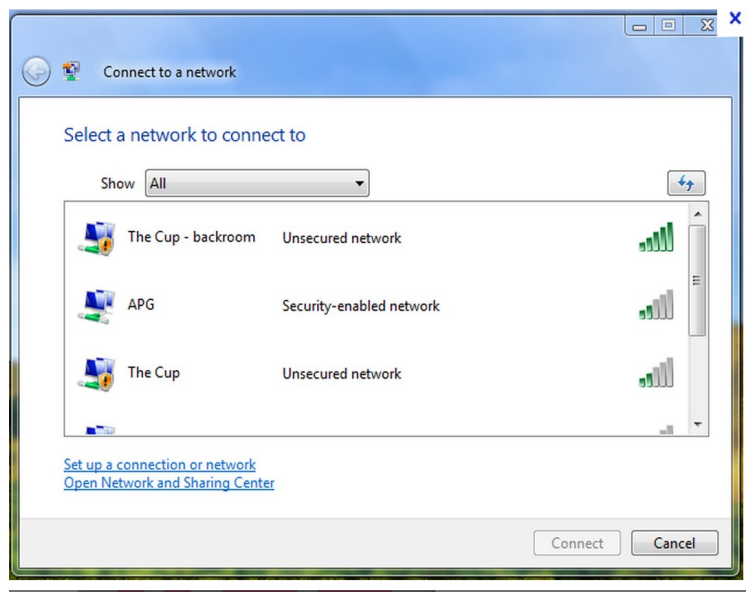 Connect to a network
Select a network to connect to
Show All
The Cup - backroom Unsecured network
APG Security-enabled network
The Cup Unsecured network
Set up a connection or network
Open Network and Sharing Center
Connect Cancel